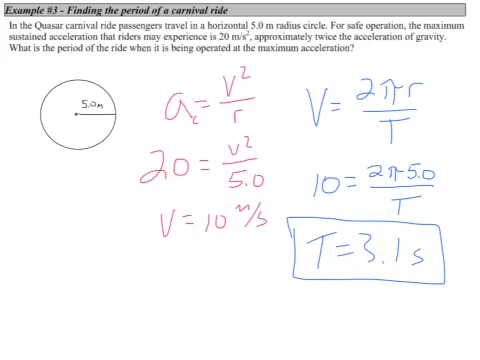 Example #3 - Finding the period of a carnival ride
In the Quasar carnival ride passengers travel in a horizontal 5.0 m radius circle. For safe operation, the maximum
sustained acceleration that riders may experience is 20 m/s², approximately twice the acceleration of gravity.
What is the period of the ride when it is being operated at the maximum acceleration?
5.0m
a_c = v²/r
20 = v²/5.0
V = 10 m/s
V = 2πr/T
10 = 2π5.0/T
T = 3.1 s